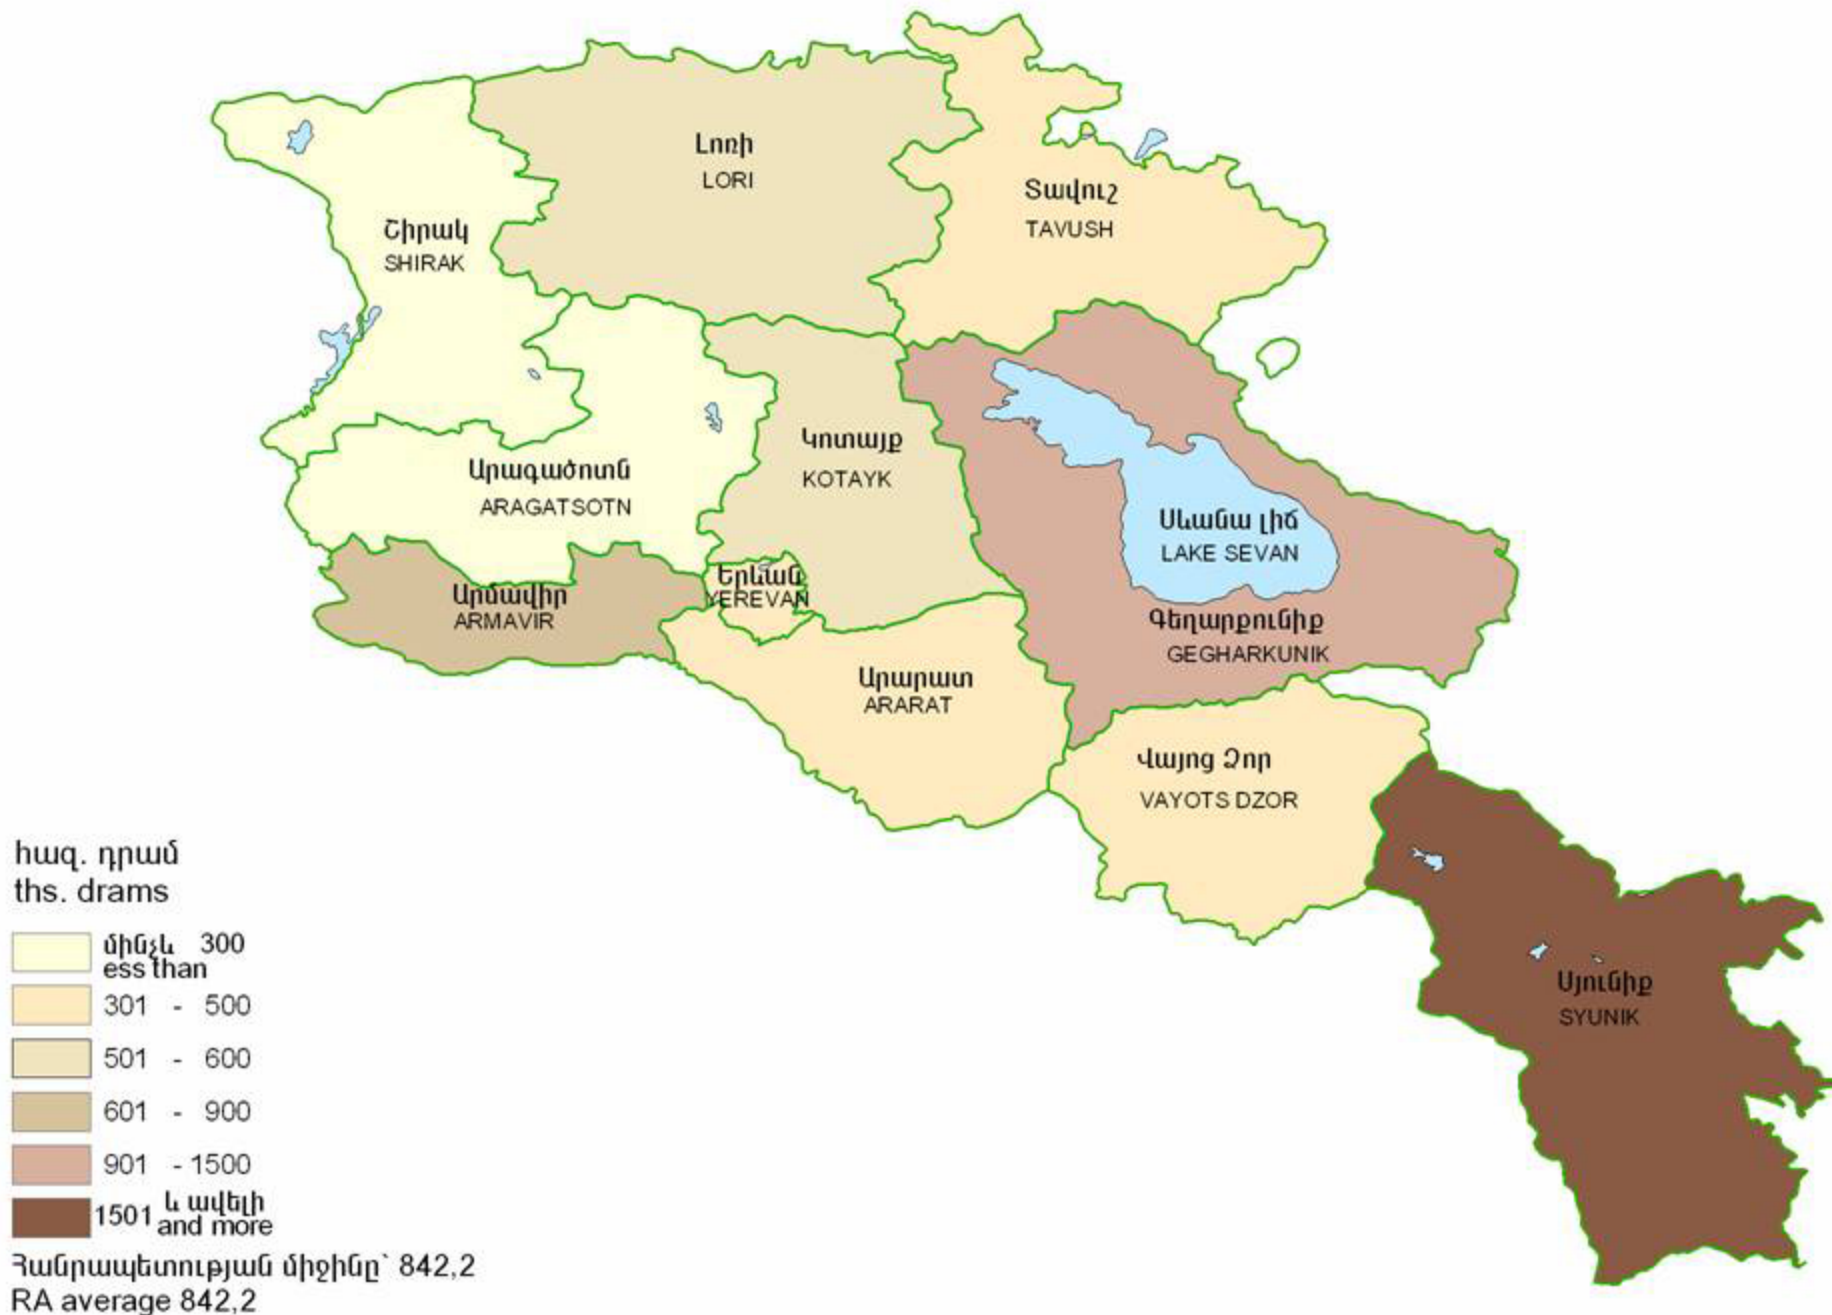 Լոռի
LORI
Տավուշ
TAVUSH
Շիրակ
SHIRAK
Կոտայք
KOTAYK
Արագածոտն
ARAGATSOTN
Սևանա լիճ
LAKE SEVAN
Երևան
YEREVAN
Արմավիր
ARMAVIR
Գեղարքունիք
GEGHARKUNIK
Արարատ
ARARAT
Վայոց Ձոր
VAYOTS DZOR
Սյունիք
SYUNIK
հազ. դրամ
ths. drams
մինչև 300
ess than
301 - 500
501 - 600
601 - 900
901 - 1500
1501 և ավելի
and more
Հանրապետության միջինը` 842,2
RA average 842,2